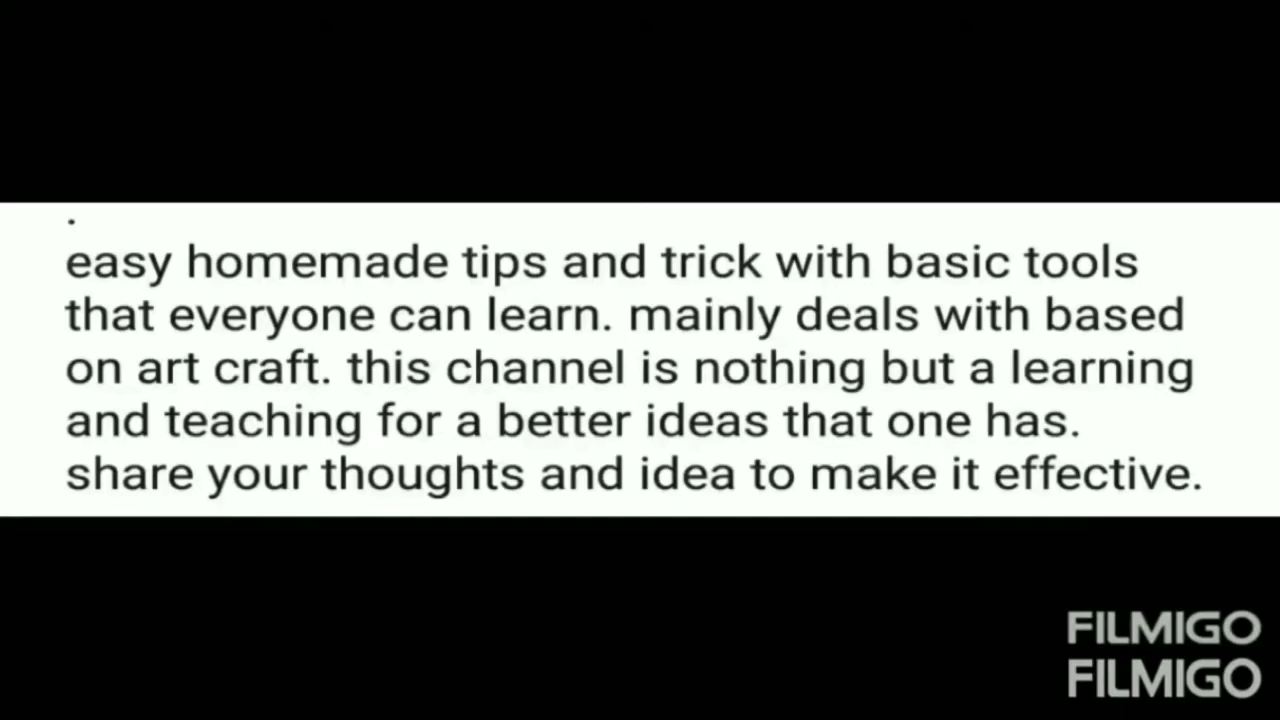 .
easy homemade tips and trick with basic tools
that everyone can learn. mainly deals with based
on art craft. this channel is nothing but a learning
and teaching for a better ideas that one has.
share your thoughts and idea to make it effective.
FILMIGO
FILMIGO